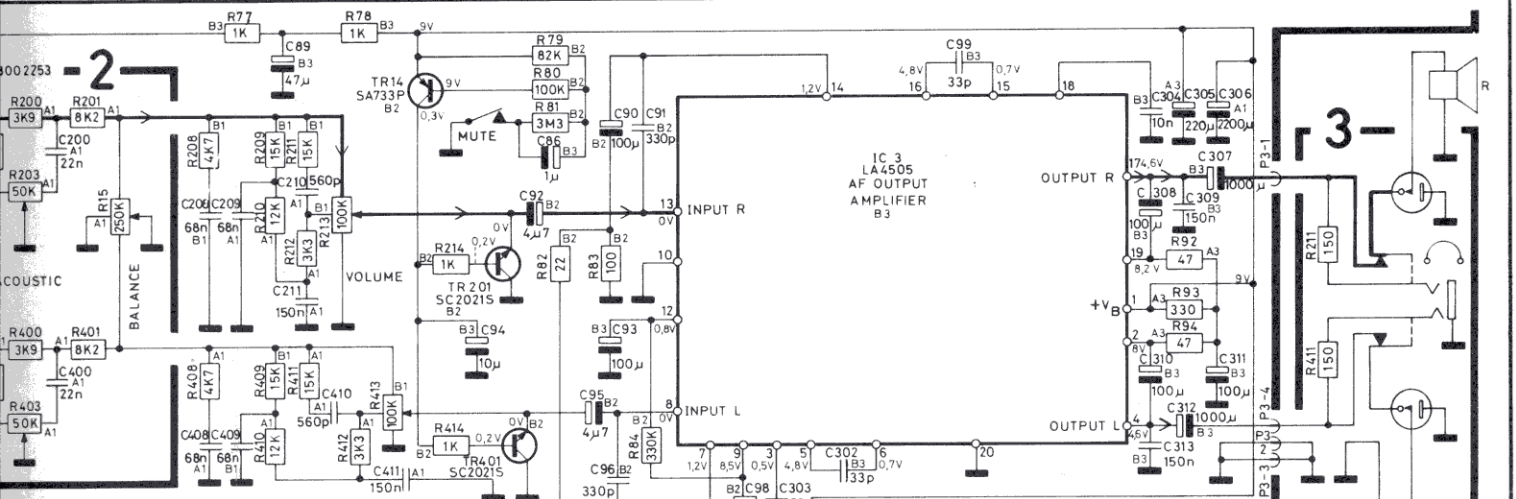 R77
B3
1K
C89
B3
47µ
R78
B3
1K
9V
TR14
SA733P
B2
9V
0,3V
R79
B2
82K
R80
B2
100K
R81
B2
3M3
MUTE
C86
B3
1µ
C90
B2
100µ
C91
B2
330p
1,2V
14
C99
B3
33p
4,8V
0,7V
16
15
18
IC 3
LA4505
AF OUTPUT
AMPLIFIER
B3
B3
C304
10n
A3
C305
220µ
C306
A1
2200µ
P3-1
-3-
R
-2
R200
A1
3K9
R201
A1
8K2
C200
A1
22n
R203
A1
50K
R15
250K
A1
BALANCE
ACOUSTIC
B1
R208
4K7
B1
R209
15K
A1
B1
R211
15K
C210
560p
A1
C209
68n
A1
68n
B1
R210
12K
A1
R212
3K3
A1
R213
100K
B1
VOLUME
C211
150n
A1
C92
B2
4µ7
0V
R214
B2
1K
0,2V
TR201
SC2021S
B2
R82
22
B2
R83
100
B2
13
INPUT R
0V
10
12
0,8V
C93
B3
100µ
C94
B3
10µ
OUTPUT R
17
4,6V
C307
B3
1000µ
C308
100µ
B3
C309
B3
150n
19
8,2V
R92
A3
47
+VB
1
A3
R93
330
9V
2
8V
A3
R94
47
C310
B3
100µ
C311
B3
100µ
R211
150
R411
150
R400
A1
3K9
R401
A1
8K2
C400
A1
22n
R403
A1
50K
A1
R408
4K7
B1
R409
15K
A1
R411
15K
A1
C410
560p
R413
100K
B1
C408
68n
A1
C409
68n
B1
R410
12K
A1
R412
3K3
C411
A1
150n
R414
B2
1K
0,2V
0V
B2
TR401
SC2021S
C95
B2
4µ7
8
INPUT L
0V
B2
R84
330K
C96
B2
330p
7
1,2V
9
8,5V
3
0,5V
5
4,8V
C302
B3
33p
6
0,7V
20
B2
C98
C303
OUTPUT L
4
4,6V
C312
B3
1000µ
C313
B3
150n
P3-4
P3
2
P3-3